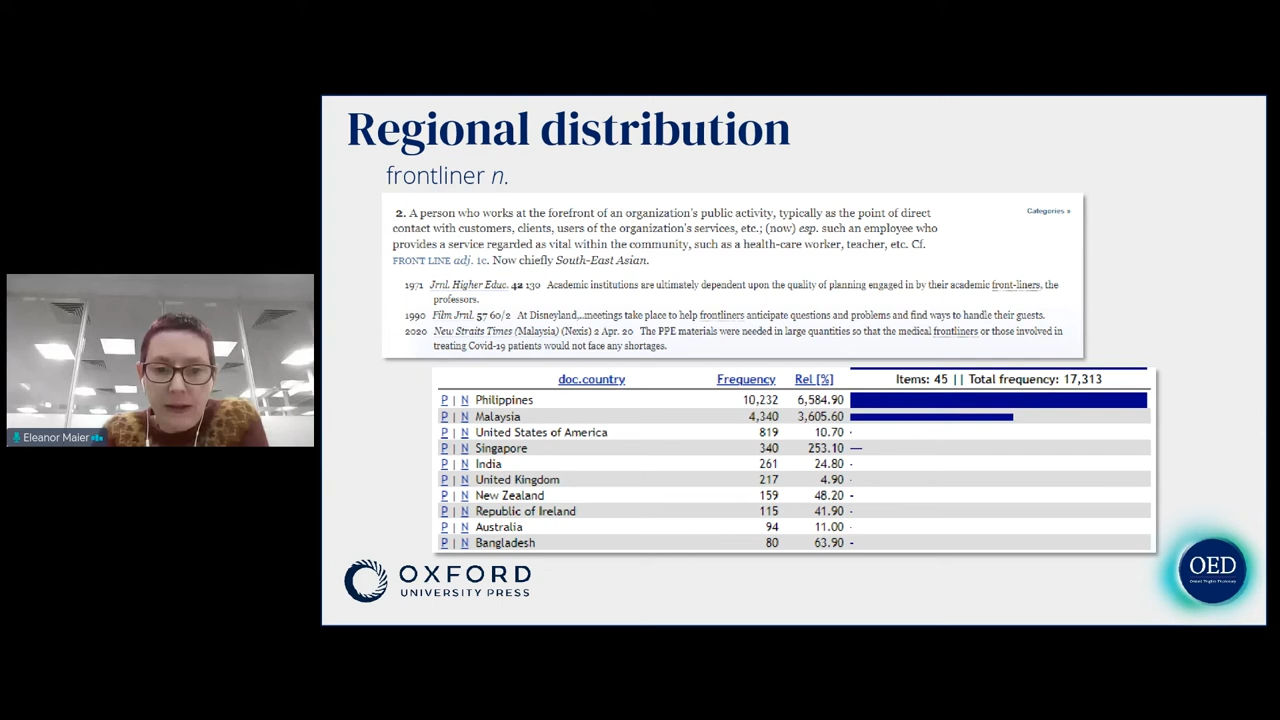 Regional distribution
frontliner n.
2. A person who works at the forefront of an organization's public activity, typically as the point of direct
contact with customers, clients, users of the organization's services, etc.; (now) esp. such an employee who
provides a service regarded as vital within the community, such as a health-care worker, teacher, etc. Cf.
FRONT LINE adj. 1c. Now chiefly South-East Asian.
Categories »
1971 Jrnl. Higher Educ. 42 130 Academic institutions are ultimately dependent upon the quality of planning engaged in by their academic front-liners, the
professors.
1990 Film Jrnl. 57 60/2 At Disneyland,..meetings take place to help frontliners anticipate questions and problems and find ways to handle their guests.
2020 New Straits Times (Malaysia) (Nexis) 2 Apr. 20 The PPE materials were needed in large quantities so that the medical frontliners or those involved in
treating Covid-19 patients would not face any shortages.
doc.country Frequency Rel [%] Items: 45 || Total frequency: 17,313
P | N Philippines 10,232 6,584.90
P | N Malaysia 4,340 3,605.60
P | N United States of America 819 10.70
P | N Singapore 340 253.10
P | N India 261 24.80
P | N United Kingdom 217 4.90
P | N New Zealand 159 48.20
P | N Republic of Ireland 115 41.90
P | N Australia 94 11.00
P | N Bangladesh 80 63.90
Eleanor Maier
OXFORD
UNIVERSITY PRESS
OED
Oxford English Dictionary